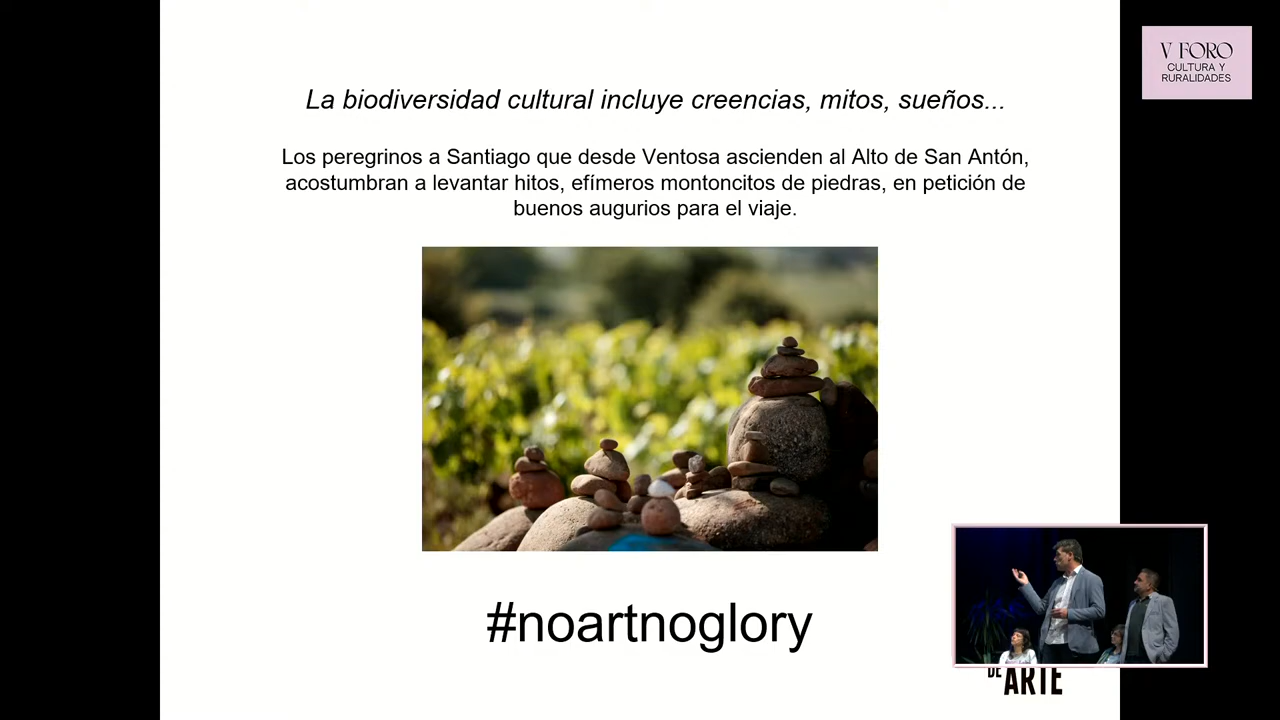 La biodiversidad cultural incluye creencias, mitos, sueños...
Los peregrinos a Santiago que desde Ventosa ascienden al Alto de San Antón,
acostumbran a levantar hitos, efímeros montoncitos de piedras, en petición de
buenos augurios para el viaje.
#noartnoglory
V FORO
CULTURA Y
RURALIDADES
DE ARTE